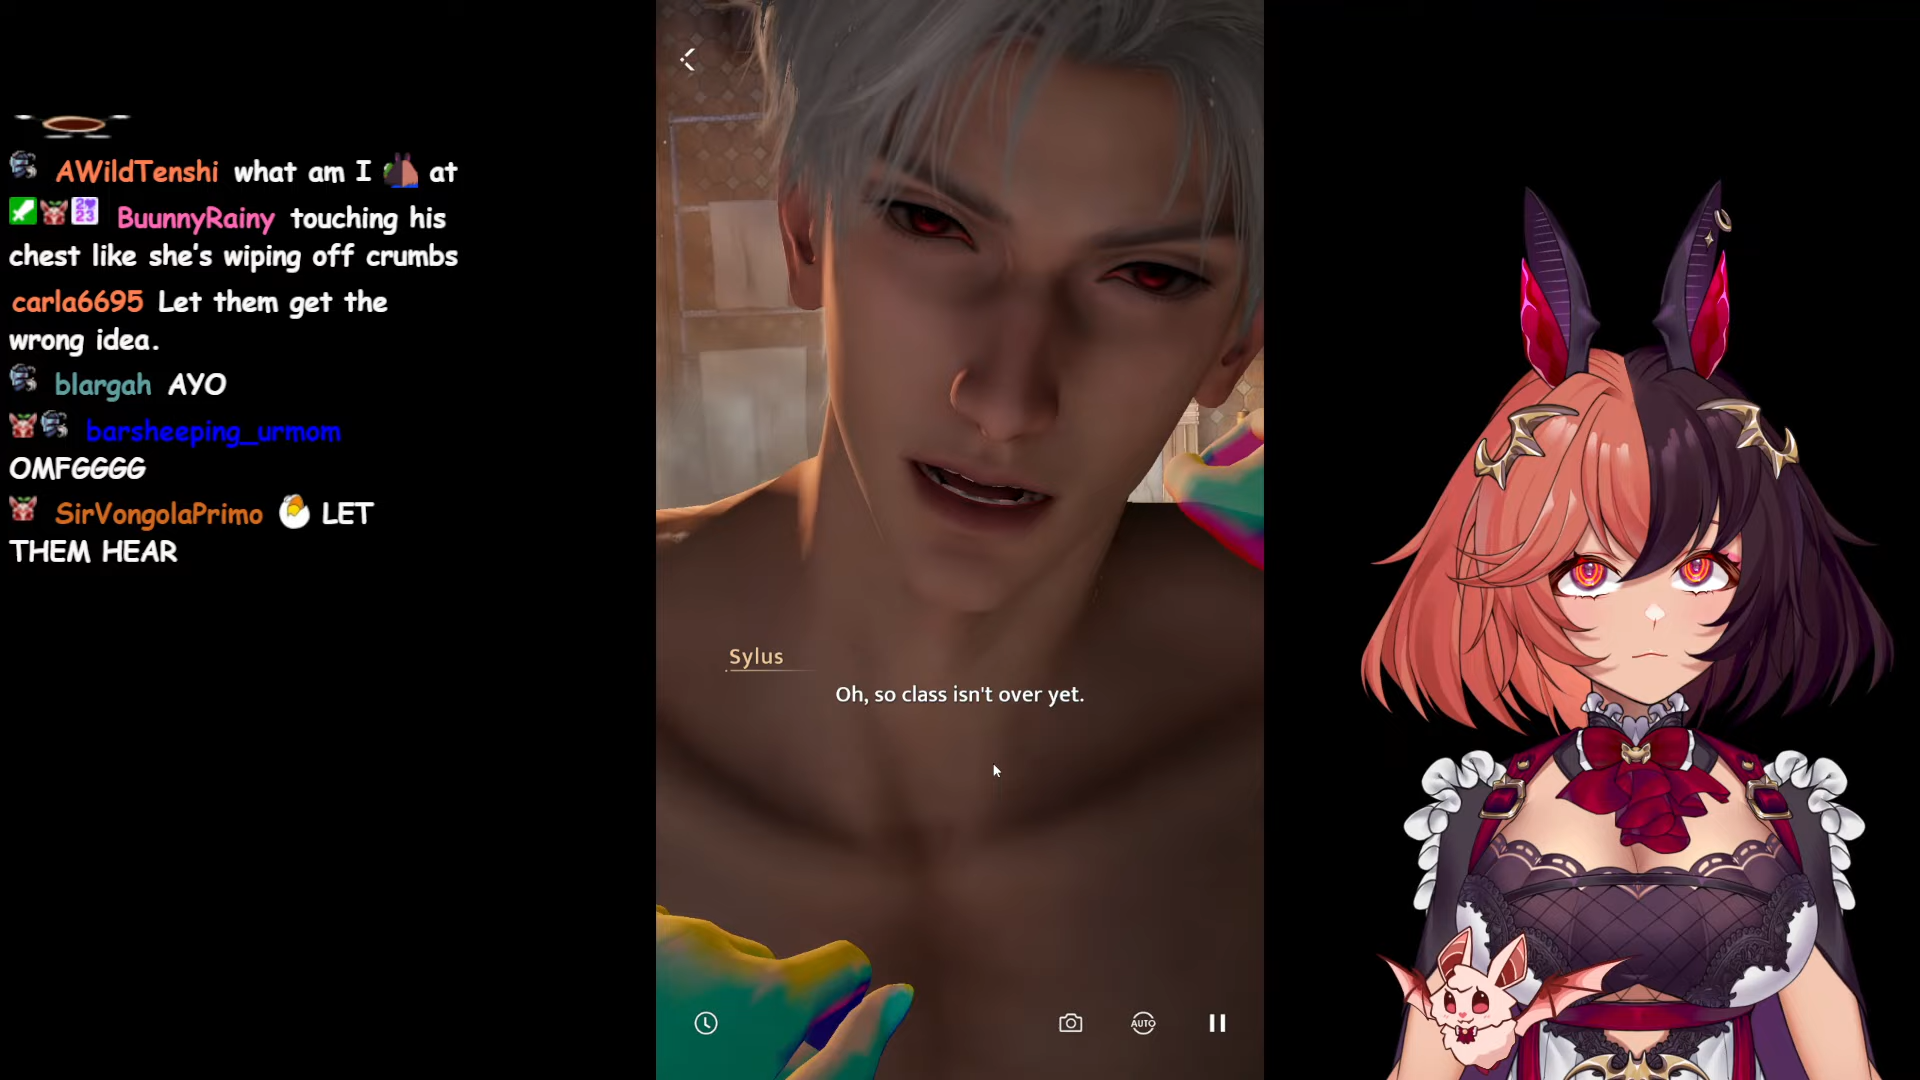 AWildTenshi what am I at
BuunnyRainy touching his
chest like she's wiping off crumbs
carla6695 Let them get the
wrong idea.
blargah AYO
barsheeping_urmom
OMFGGGG
SirVongolaPrimo LET
THEM HEAR
Sylus
Oh, so class isn't over yet.
AUTO